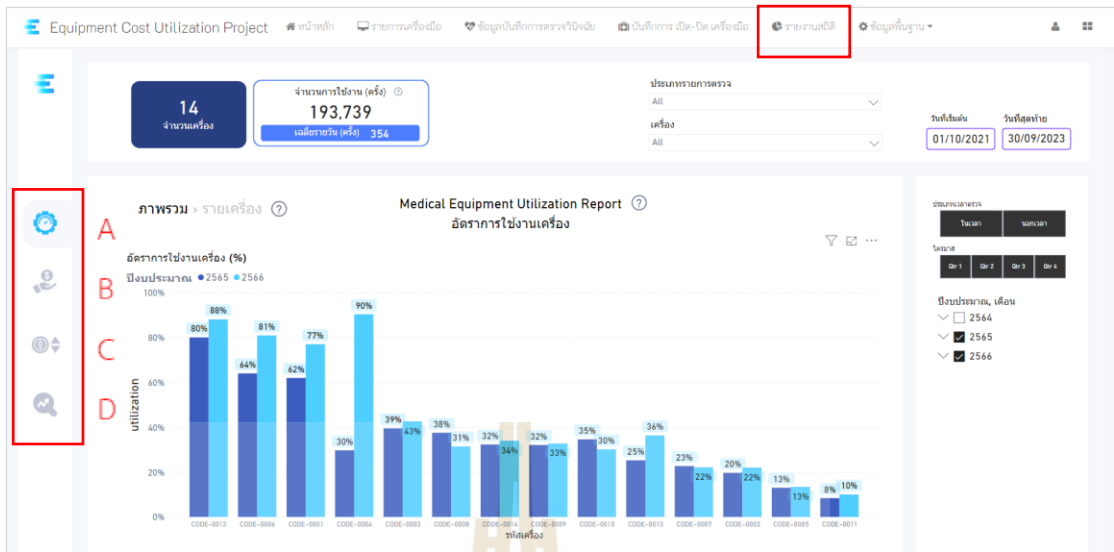 Equipment Cost Utilization Project หน้าหลัก รายการเครื่องมือ ข้อมูลบันทึกการตรวจวินิจฉัย บันทึกการ เปิด-ปิด เครื่องมือ รายงานสถิติ ข้อมูลพื้นฐาน
14
จำนวนเครื่อง
จำนวนการใช้งาน (ครั้ง)
193,739
เฉลี่ยรายวัน (ครั้ง) 354
ประเภทรายการตรวจ
All
เครื่อง
All
วันที่เริ่มต้น วันที่สุดท้าย
01/10/2021 30/09/2023
A
B
C
D
ภาพรวม > รายเครื่อง ?
Medical Equipment Utilization Report ?
อัตราการใช้งานเครื่อง
อัตราการใช้งานเครื่อง (%)
ปีงบประมาณ 2565 2566
utilization
100%
80%
60%
40%
20%
0%
80% 88% 64% 81% 62% 77% 30% 90% 39% 43% 38% 31% 32% 34% 32% 33% 35% 30% 25% 36% 23% 22% 20% 22% 13% 13% 8% 10%
CODE-0012 CODE-0006 CODE-0001 CODE-0004 CODE-0003 CODE-0008 CODE-0014 CODE-0009 CODE-0010 CODE-0013 CODE-0007 CODE-0002 CODE-0005 CODE-0011
รหัสเครื่อง
ประเภทเวลาตรวจ
ในเวลา นอกเวลา
ไตรมาส
Qtr 1 Qtr 2 Qtr 3 Qtr 4
ปีงบประมาณ, เดือน
2564
2565
2566